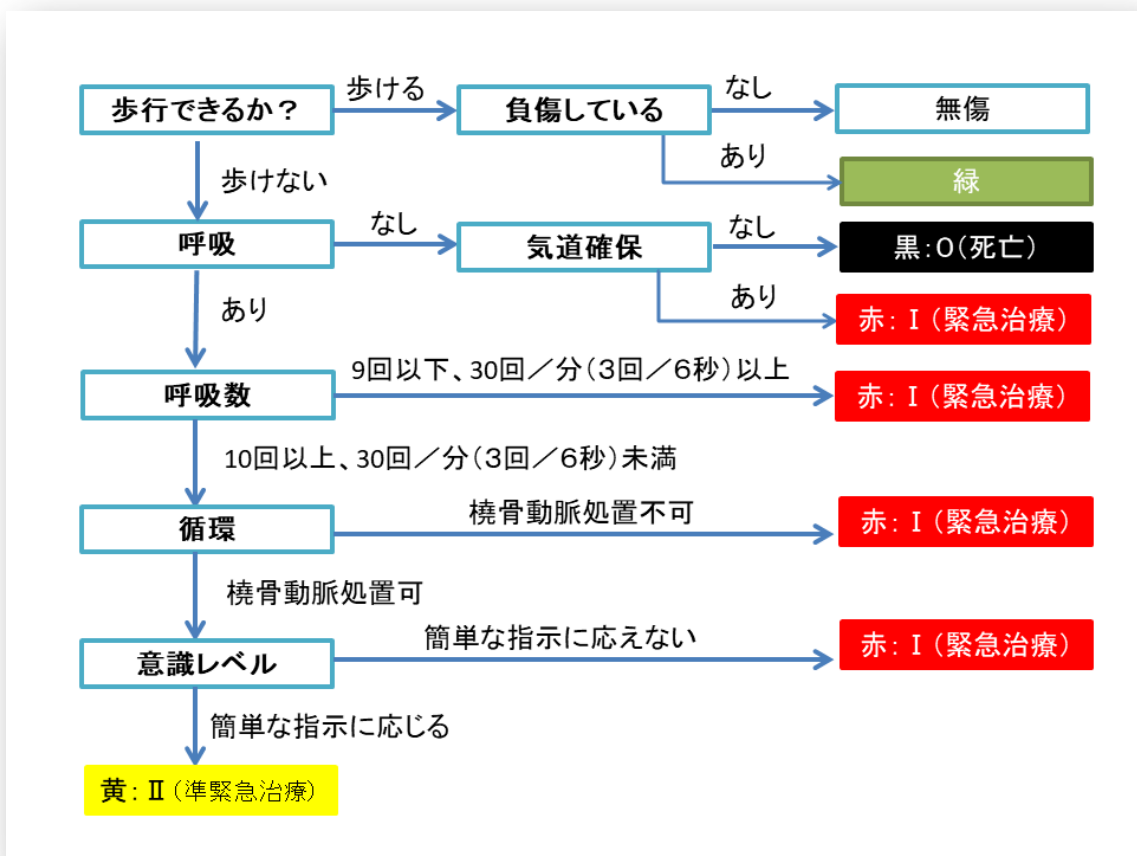 歩行できるか？
歩ける
負傷している
なし
無傷
あり
緑
歩けない
呼吸
なし
気道確保
なし
黒：０（死亡）
あり
赤：Ⅰ（緊急治療）
あり
呼吸数
9回以下、30回／分（３回／６秒）以上
赤：Ⅰ（緊急治療）
10回以上、30回／分（３回／６秒）未満
循環
橈骨動脈処置不可
赤：Ⅰ（緊急治療）
橈骨動脈処置可
意識レベル
簡単な指示に応えない
赤：Ⅰ（緊急治療）
簡単な指示に応じる
黄：Ⅱ（準緊急治療）